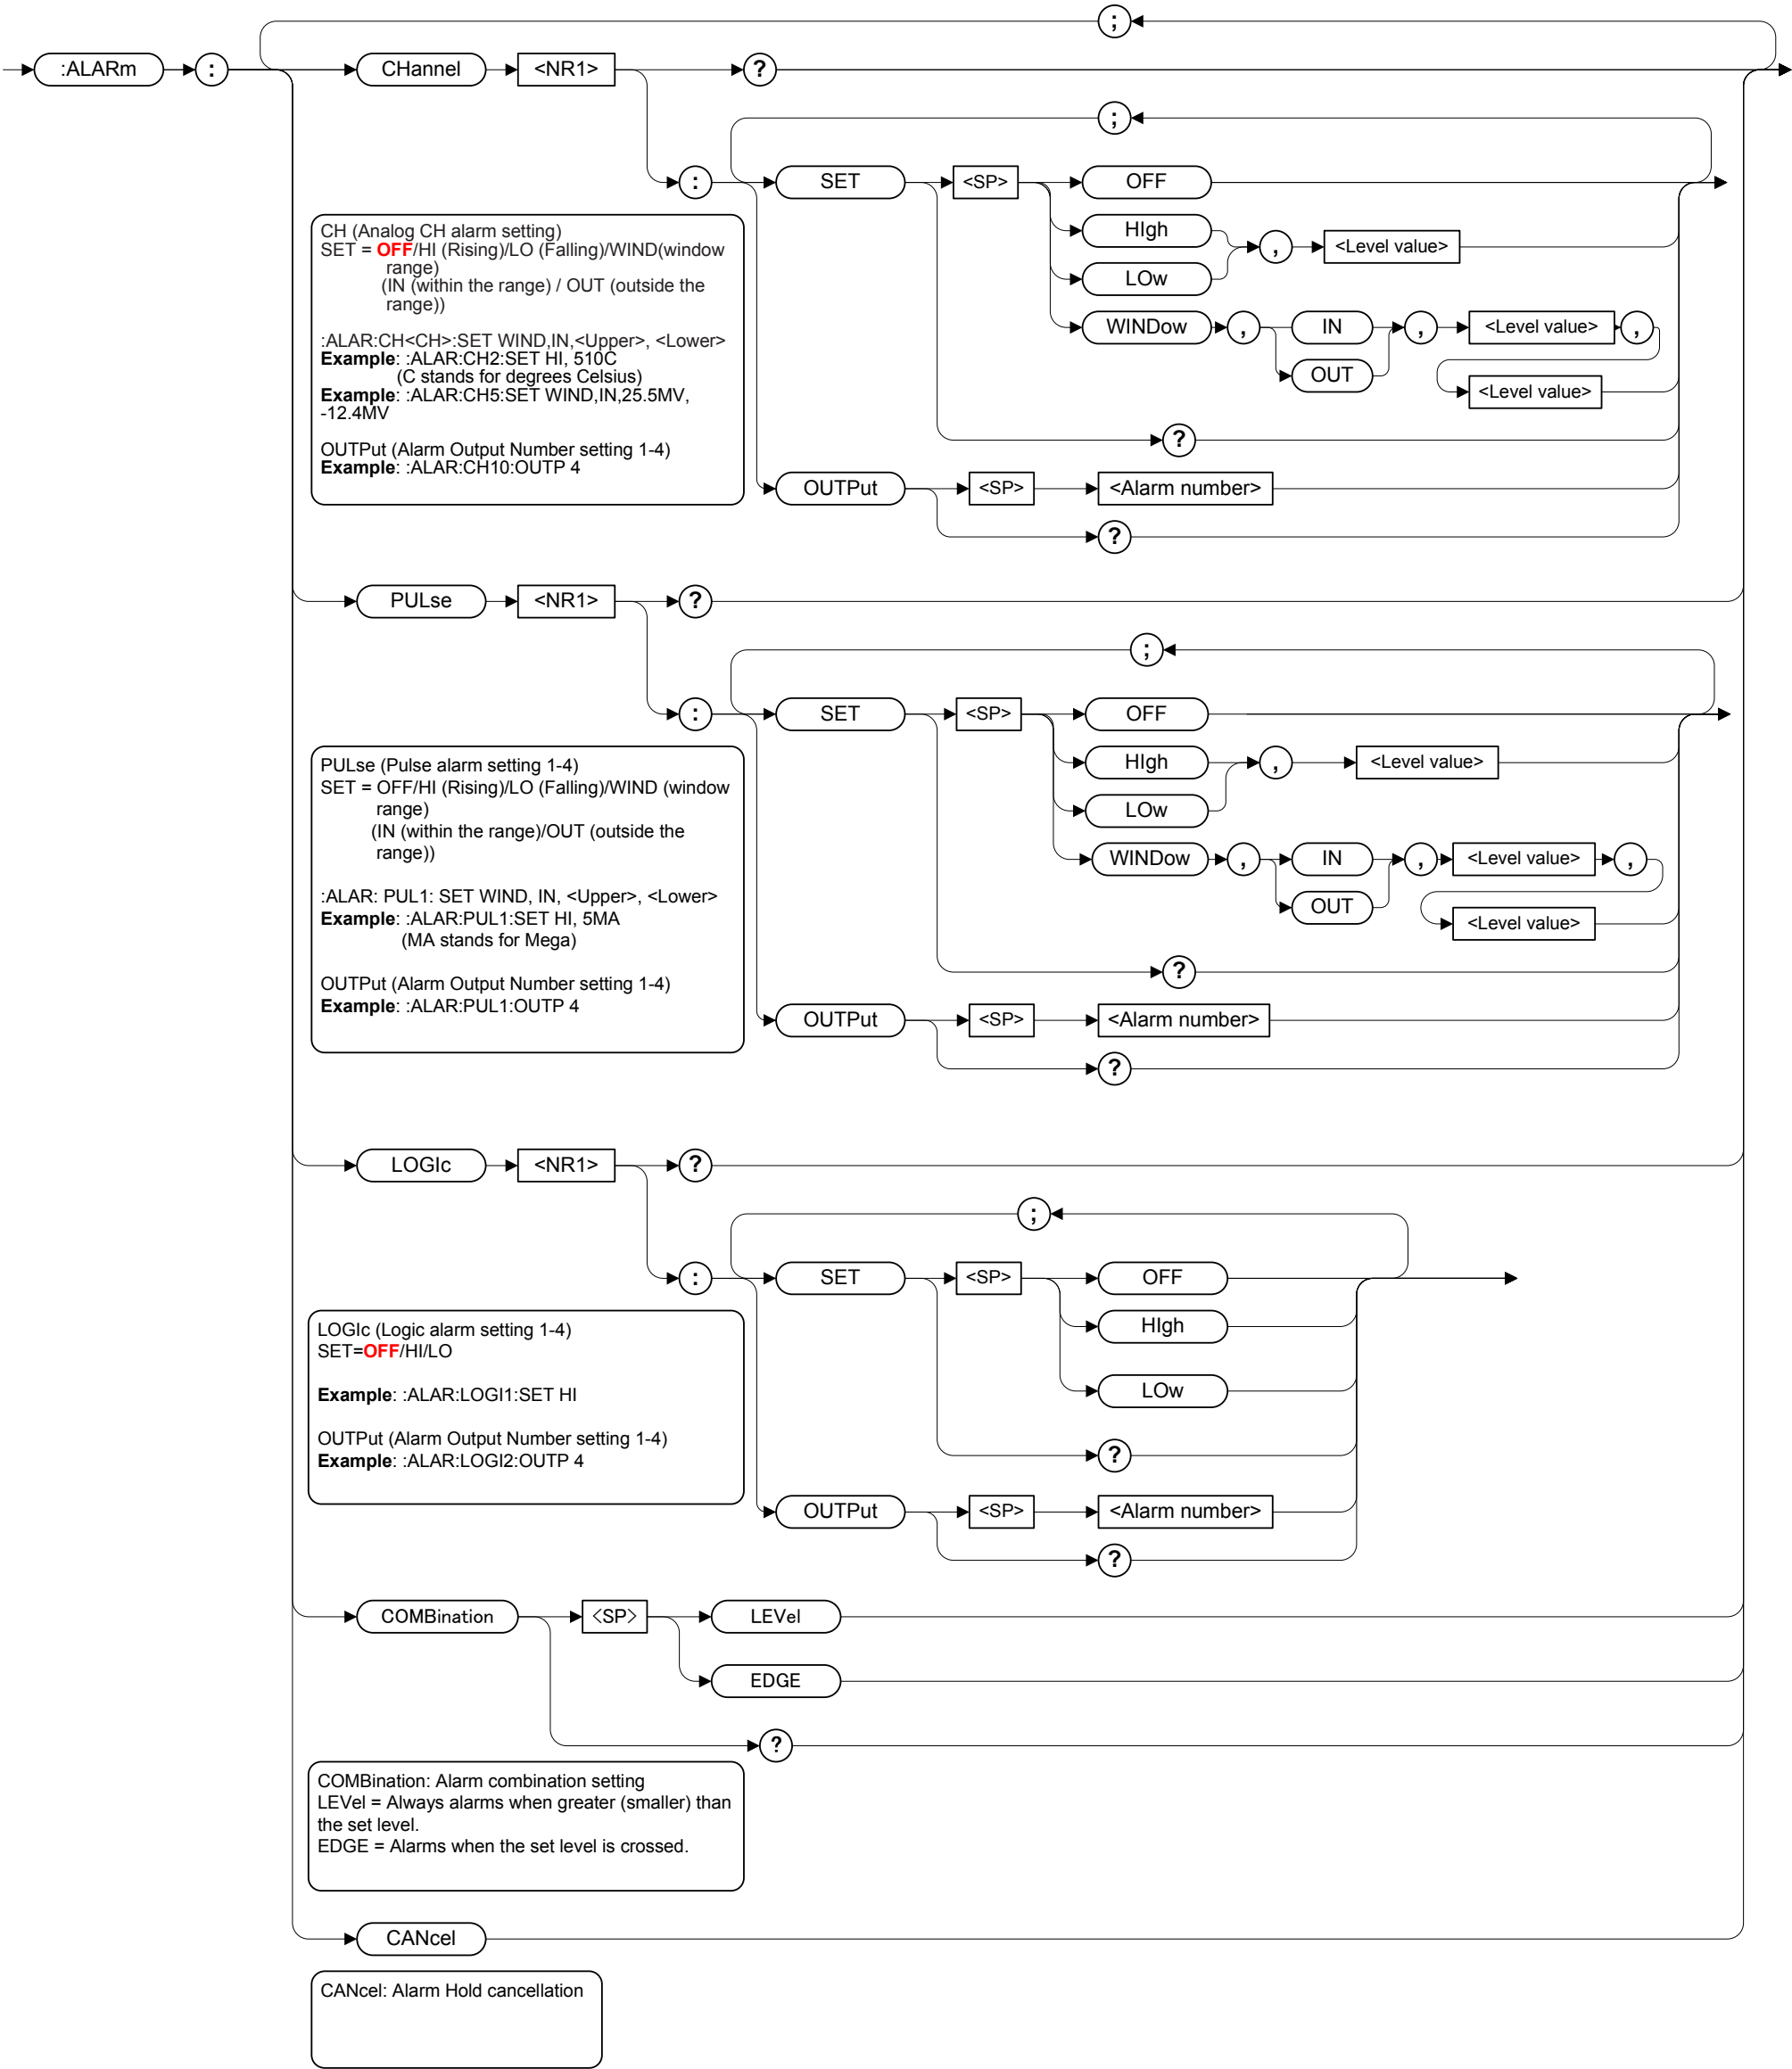 ;
:ALARm : CHannel <NR1> ?
;
: SET <SP> OFF
HIgh , <Level value>
LOw
WINDow , IN , <Level value> ,
OUT <Level value>
?
OUTPut <SP> <Alarm number>
?
CH (Analog CH alarm setting)
SET = OFF/HI (Rising)/LO (Falling)/WIND(window
range)
(IN (within the range) / OUT (outside the
range))
:ALAR:CH<CH>:SET WIND,IN,<Upper>, <Lower>
Example: :ALAR:CH2:SET HI, 510C
(C stands for degrees Celsius)
Example: :ALAR:CH5:SET WIND,IN,25.5MV,
-12.4MV
OUTPut (Alarm Output Number setting 1-4)
Example: :ALAR:CH10:OUTP 4
PULse <NR1> ?
;
: SET <SP> OFF
HIgh , <Level value>
LOw
WINDow , IN , <Level value> ,
OUT <Level value>
?
OUTPut <SP> <Alarm number>
?
PULse (Pulse alarm setting 1-4)
SET = OFF/HI (Rising)/LO (Falling)/WIND (window
range)
(IN (within the range)/OUT (outside the
range))
:ALAR: PUL1: SET WIND, IN, <Upper>, <Lower>
Example: :ALAR:PUL1:SET HI, 5MA
(MA stands for Mega)
OUTPut (Alarm Output Number setting 1-4)
Example: :ALAR:PUL1:OUTP 4
LOGIc <NR1> ?
;
: SET <SP> OFF
HIgh
LOw
?
OUTPut <SP> <Alarm number>
?
LOGIc (Logic alarm setting 1-4)
SET=OFF/HI/LO
Example: :ALAR:LOGI1:SET HI
OUTPut (Alarm Output Number setting 1-4)
Example: :ALAR:LOGI2:OUTP 4
COMBination <SP> LEVel
EDGE
?
COMBination: Alarm combination setting
LEVel = Always alarms when greater (smaller) than
the set level.
EDGE = Alarms when the set level is crossed.
CANcel
CANcel: Alarm Hold cancellation